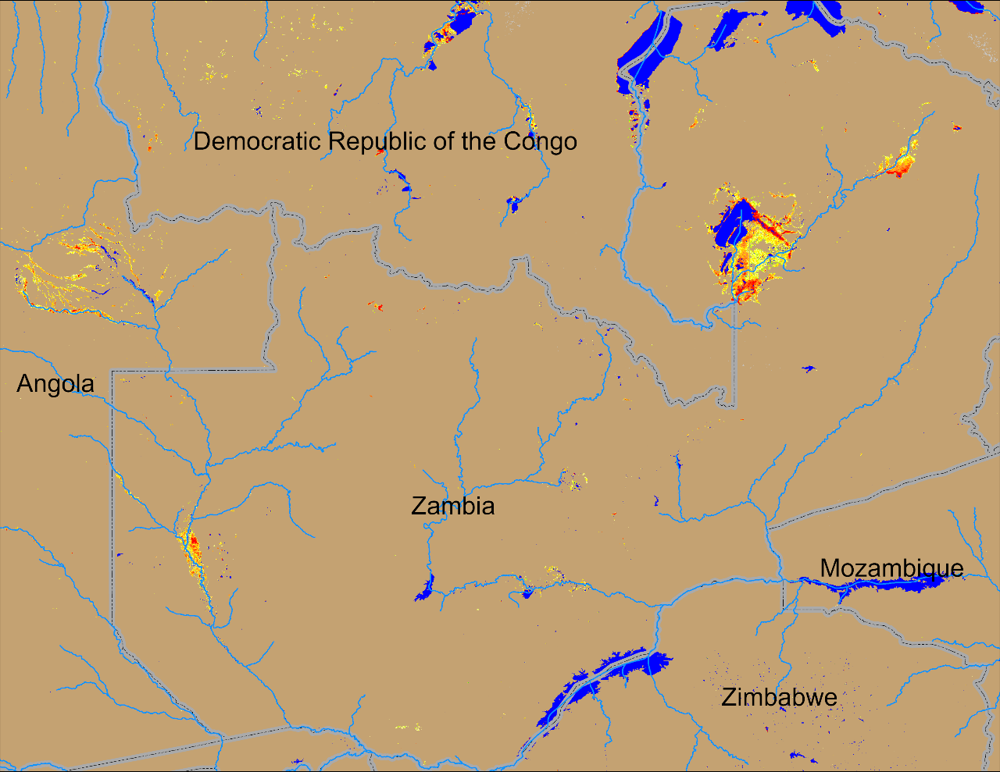 Democratic Republic of the Congo
Angola
Zambia
Mozambique
Zimbabwe